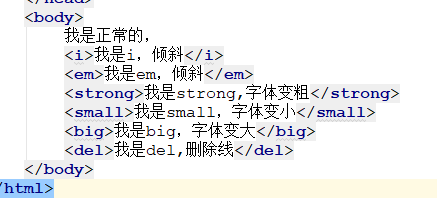 </head>
<body>
我是正常的，
<i>我是i，倾斜</i>
<em>我是em，倾斜</em>
<strong>我是strong,字体变粗</strong>
<small>我是small，字体变小</small>
<big>我是big，字体变大</big>
<del>我是del,删除线</del>
</body>
/html>